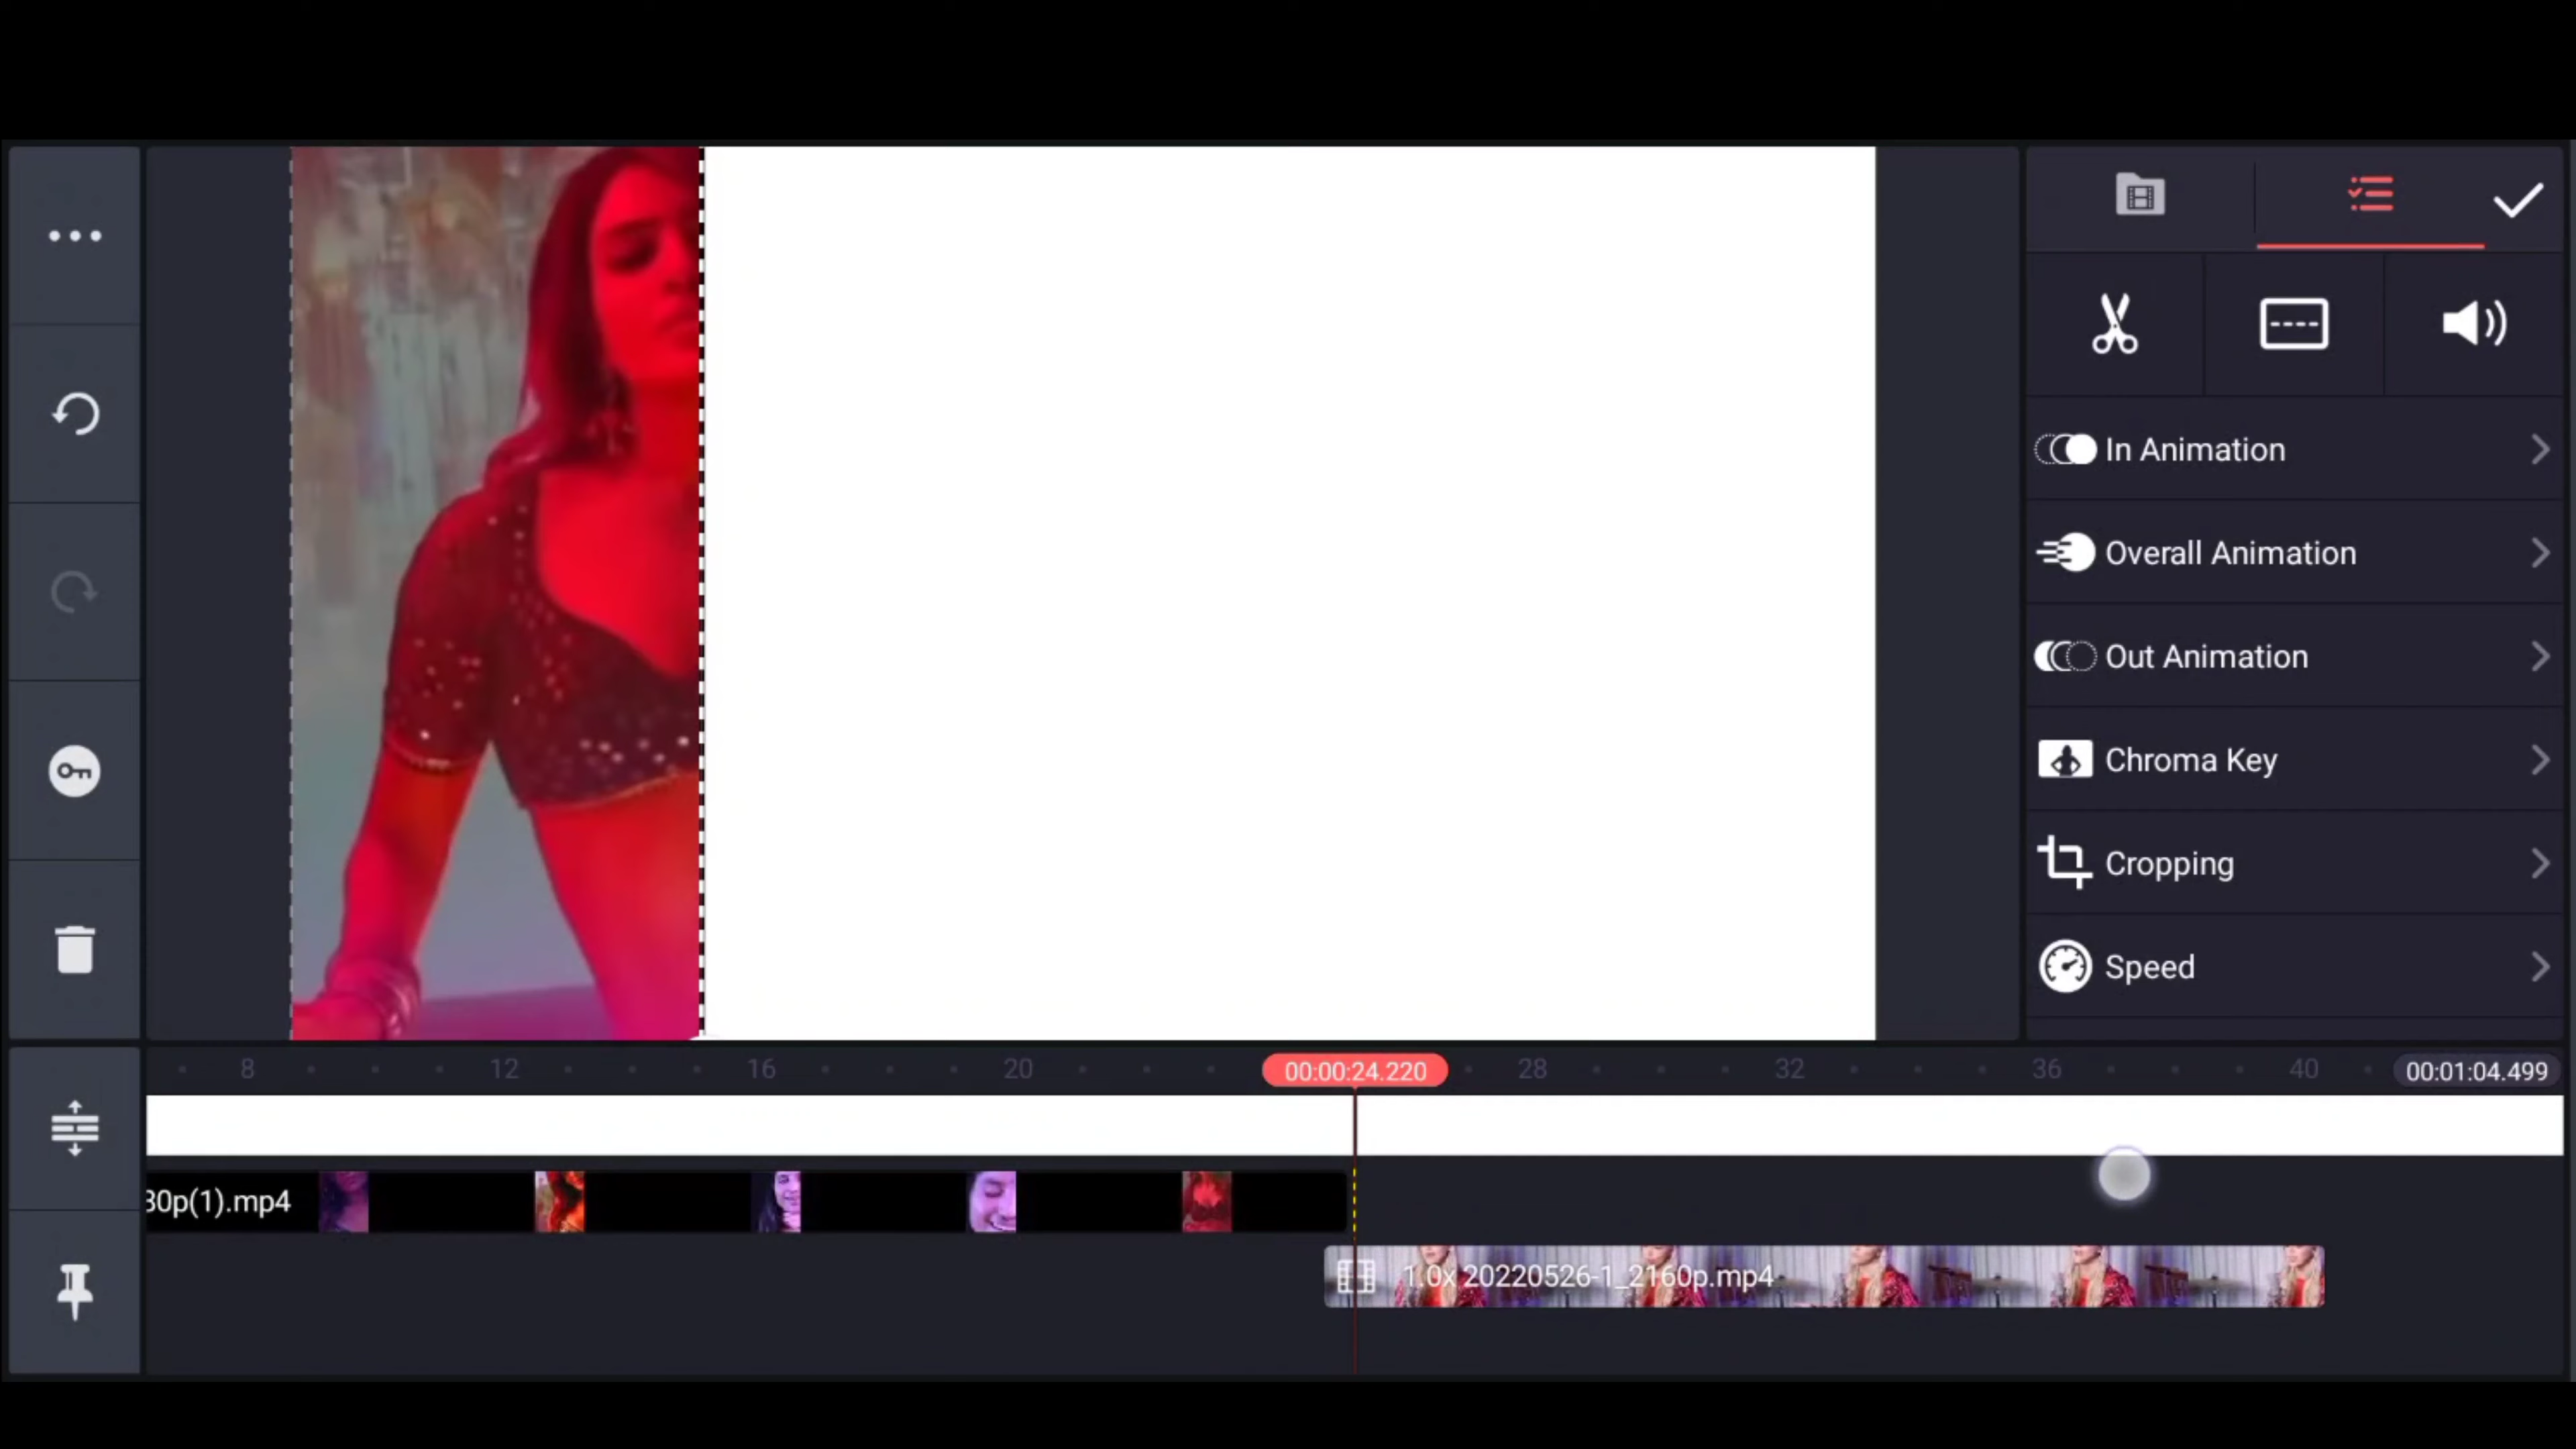 In Animation
Overall Animation
Out Animation
Chroma Key
Cropping
Speed
8 12 16 20 00:00:24.220 28 32 36 40 00:01:04.499
30p(1).mp4
1.0x 20220526-1_2160p.mp4